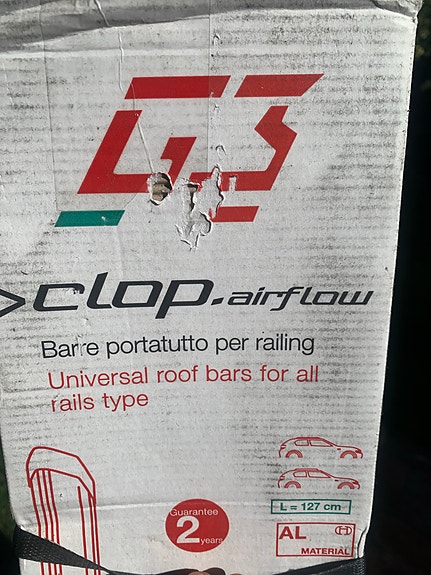 G3
clop.airflow
Barre portatutto per railing
Universal roof bars for all
rails type
L = 127 cm
Guarantee
2 years
AL
MATERIAL